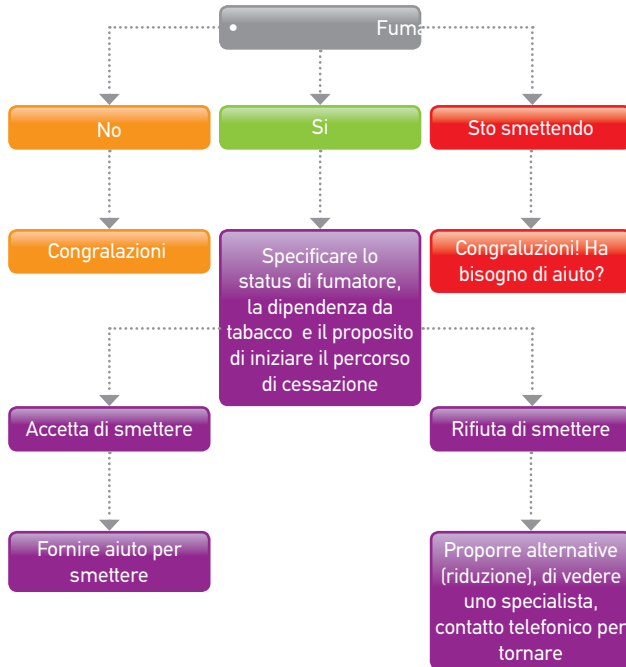 • Fuma
No
Si
Sto smettendo
Congralazioni
Specificare lo
status di fumatore,
la dipendenza da
tabacco e il proposito
di iniziare il percorso
di cessazione
Congraluzioni! Ha
bisogno di aiuto?
Accetta di smettere
Rifiuta di smettere
Fornire aiuto per
smettere
Proporre alternative
(riduzione), di vedere
uno specialista,
contatto telefonico per
tornare